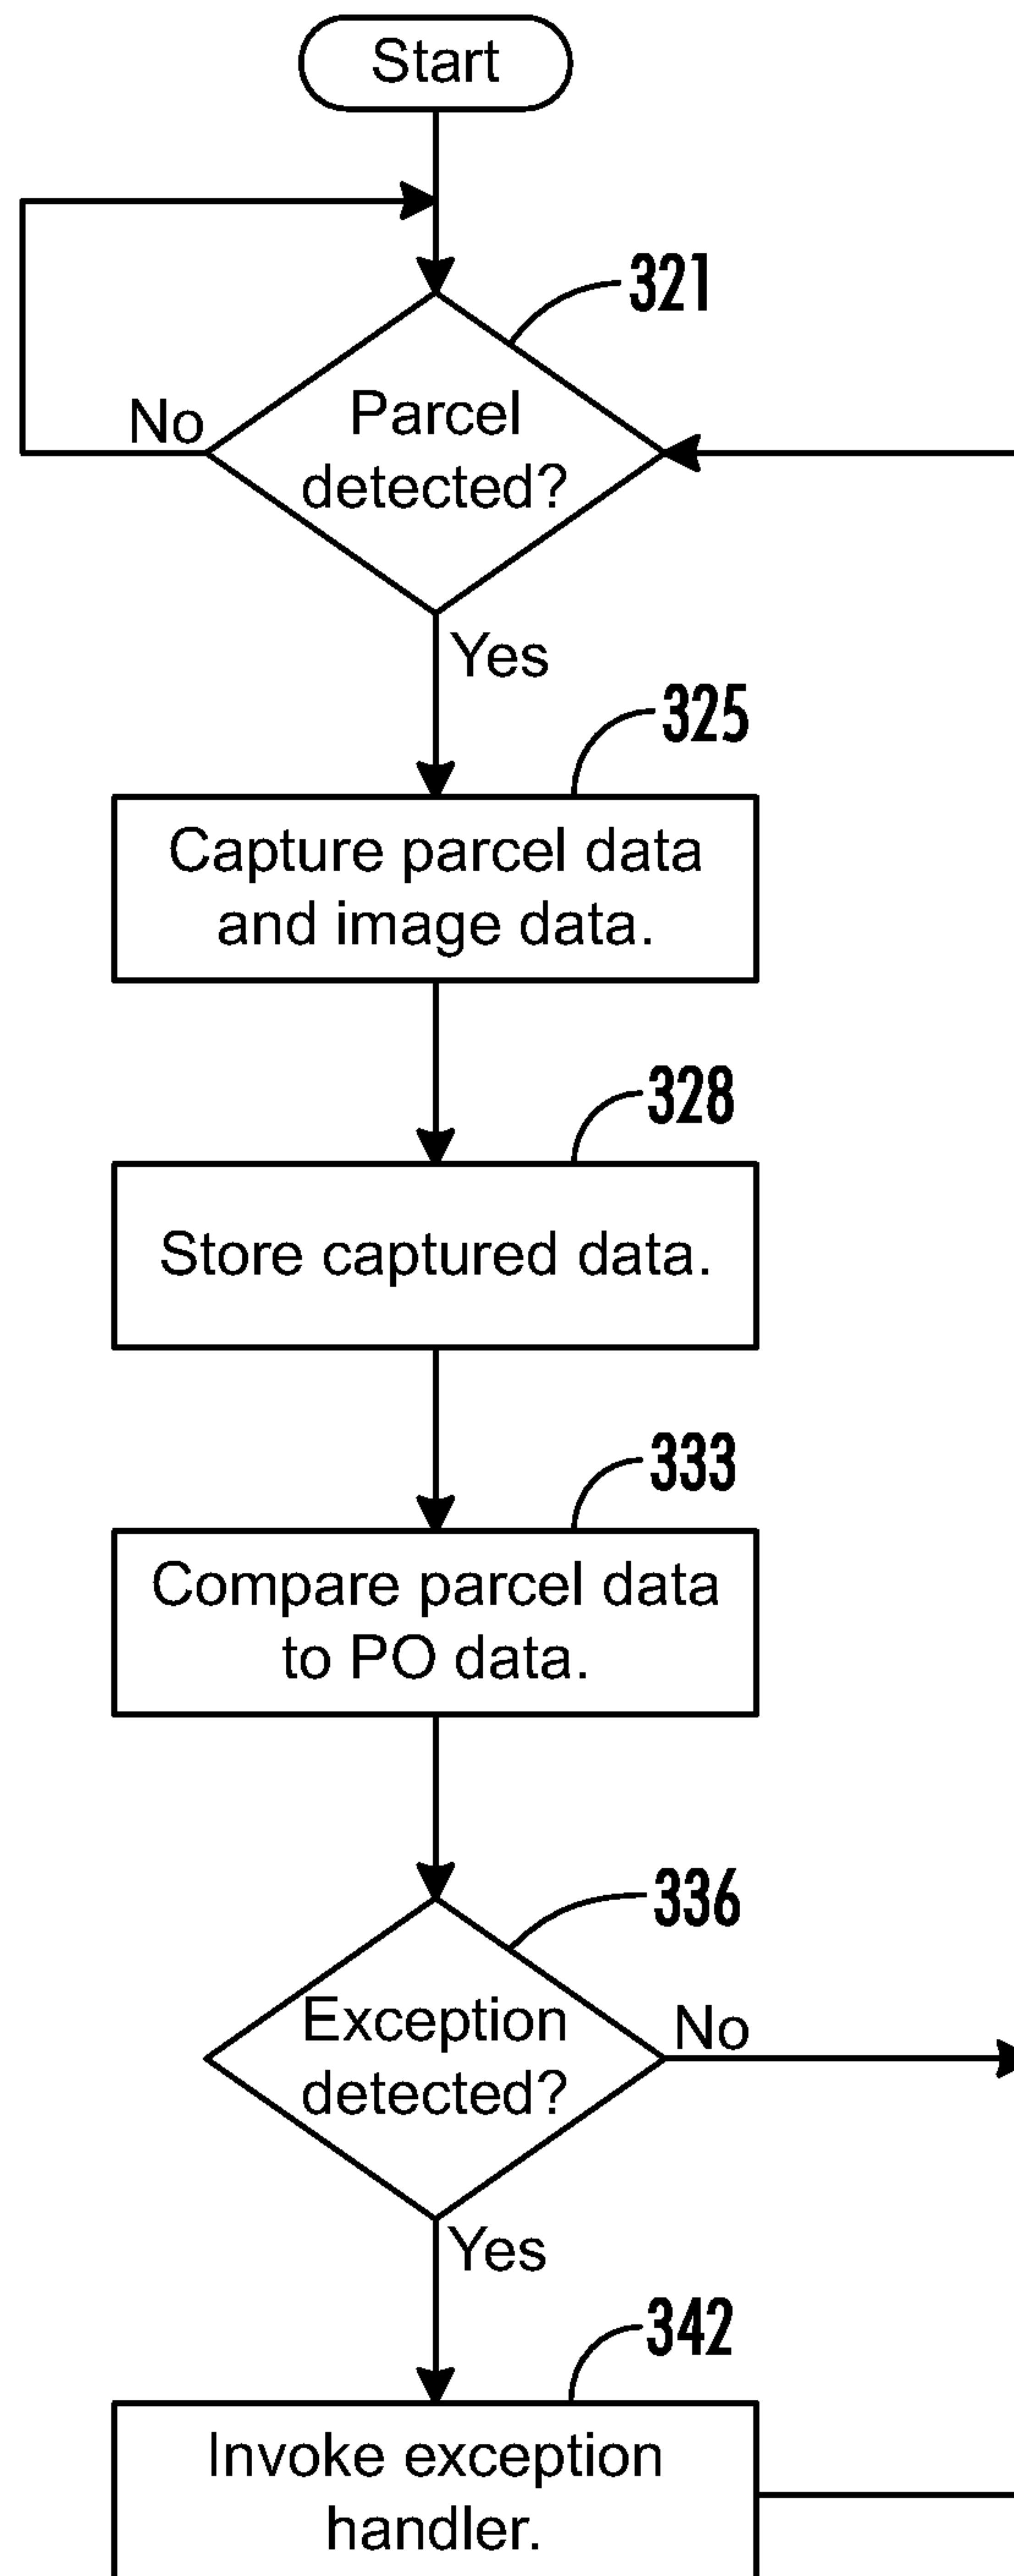 Start
321
Parcel
detected?
No
Yes
325
Capture parcel data
and image data.
328
Store captured data.
333
Compare parcel data
to PO data.
336
Exception
detected?
No
Yes
342
Invoke exception
handler.